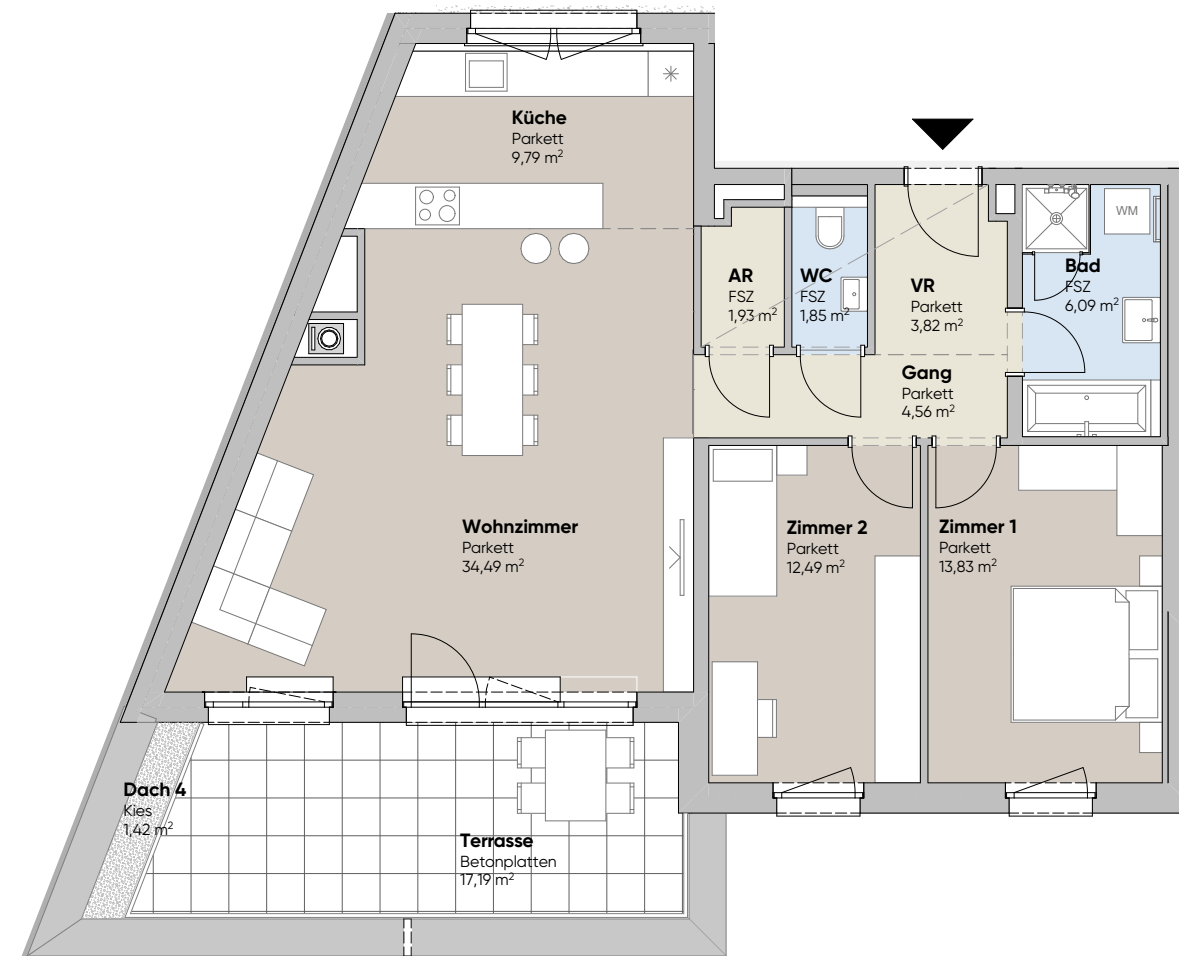 Küche
Parkett
9,79 m²
WM
AR
FSZ
1,93 m²
WC
FSZ
1,85 m²
VR
Parkett
3,82 m²
Bad
FSZ
6,09 m²
Gang
Parkett
4,56 m²
Wohnzimmer
Parkett
34,49 m²
Zimmer 2
Parkett
12,49 m²
Zimmer 1
Parkett
13,83 m²
Dach 4
Kies
1,42 m²
Terrasse
Betonplatten
17,19 m²